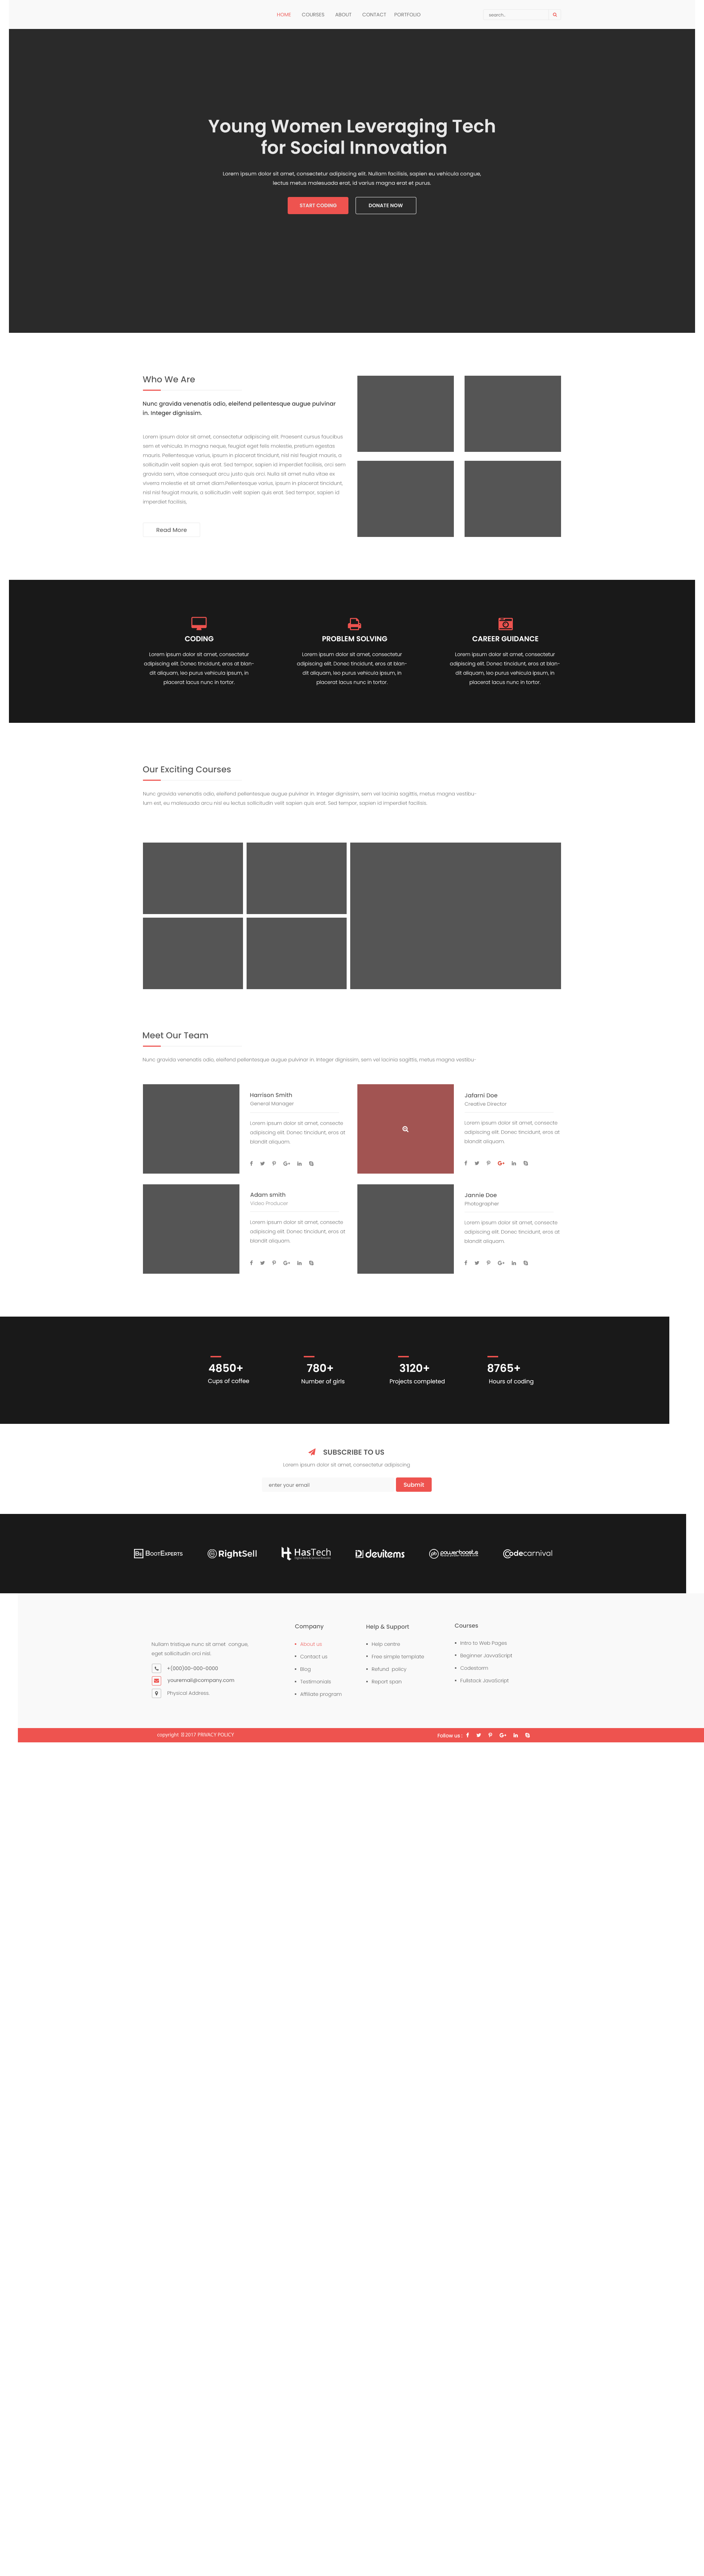 HOME COURSES ABOUT CONTACT PORTFOLIO search..
Young Women Leveraging Tech
for Social Innovation
Lorem ipsum dolor sit amet, consectetur adipiscing elit. Nullam facilisis, sapien eu vehicula congue,
lectus metus malesuada erat, id varius magna erat et purus.
START CODING DONATE NOW
Who We Are
Nunc gravida venenatis odio, eleifend pellentesque augue pulvinar
in. Integer dignissim.
Lorem ipsum dolor sit amet, consectetur adipiscing elit. Praesent cursus faucibus
sem et vehicula. In magna neque, feugiat eget felis molestie, pretium egestas
mauris. Pellentesque varius, ipsum in placerat tincidunt, nisl nisl feugiat mauris, a
sollicitudin velit sapien quis erat. Sed tempor, sapien id imperdiet facilisis, orci sem
gravida sem, vitae consequat arcu justo quis orci. Nulla sit amet nulla vitae ex
viverra molestie et sit amet diam.Pellentesque varius, ipsum in placerat tincidunt,
nisl nisl feugiat mauris, a sollicitudin velit sapien quis erat. Sed tempor, sapien id
imperdiet facilisis,
Read More
CODING
Lorem ipsum dolor sit amet, consectetur
adipiscing elit. Donec tincidunt, eros at blan-
dit aliquam, leo purus vehicula ipsum, in
placerat lacus nunc in tortor.
PROBLEM SOLVING
Lorem ipsum dolor sit amet, consectetur
adipiscing elit. Donec tincidunt, eros at blan-
dit aliquam, leo purus vehicula ipsum, in
placerat lacus nunc in tortor.
CAREER GUIDANCE
Lorem ipsum dolor sit amet, consectetur
adipiscing elit. Donec tincidunt, eros at blan-
dit aliquam, leo purus vehicula ipsum, in
placerat lacus nunc in tortor.
Our Exciting Courses
Nunc gravida venenatis odio, eleifend pellentesque augue pulvinar in. Integer dignissim, sem vel lacinia sagittis, metus magna vestibu-
lum est, eu malesuada arcu nisl eu lectus sollicitudin velit sapien quis erat. Sed tempor, sapien id imperdiet facilisis.
Meet Our Team
Nunc gravida venenatis odio, eleifend pellentesque augue pulvinar in. Integer dignissim, sem vel lacinia sagittis, metus magna vestibu-
Harrison Smith
General Manager
Lorem ipsum dolor sit amet, consecte
adipiscing elit. Donec tincidunt, eros at
blandit aliquam.
Jafarni Doe
Creative Director
Lorem ipsum dolor sit amet, consecte
adipiscing elit. Donec tincidunt, eros at
blandit aliquam.
Adam smith
Video Producer
Lorem ipsum dolor sit amet, consecte
adipiscing elit. Donec tincidunt, eros at
blandit aliquam.
Jannie Doe
Photographer
Lorem ipsum dolor sit amet, consecte
adipiscing elit. Donec tincidunt, eros at
blandit aliquam.
4850+ 780+ 3120+ 8765+
Cups of coffee Number of girls Projects completed Hours of coding
SUBSCRIBE TO US
Lorem ipsum dolor sit amet, consectetur adipiscing
enter your email Submit
BootExperts RightSell HasTech devitems powerboosts Codecarnival
Nullam tristique nunc sit amet congue,
eget sollicitudin orci nisi.
+(000)00-000-0000
youremail@company.com
Physical Address.
Company
About us
Contact us
Blog
Testimonials
Affiliate program
Help & Support
Help centre
Free simple template
Refund policy
Report span
Courses
Intro to Web Pages
Beginner JavvaScript
Codestorm
Fullstack JavaScript
copyright ©2017 PRIVACY POLICY
Follow us :